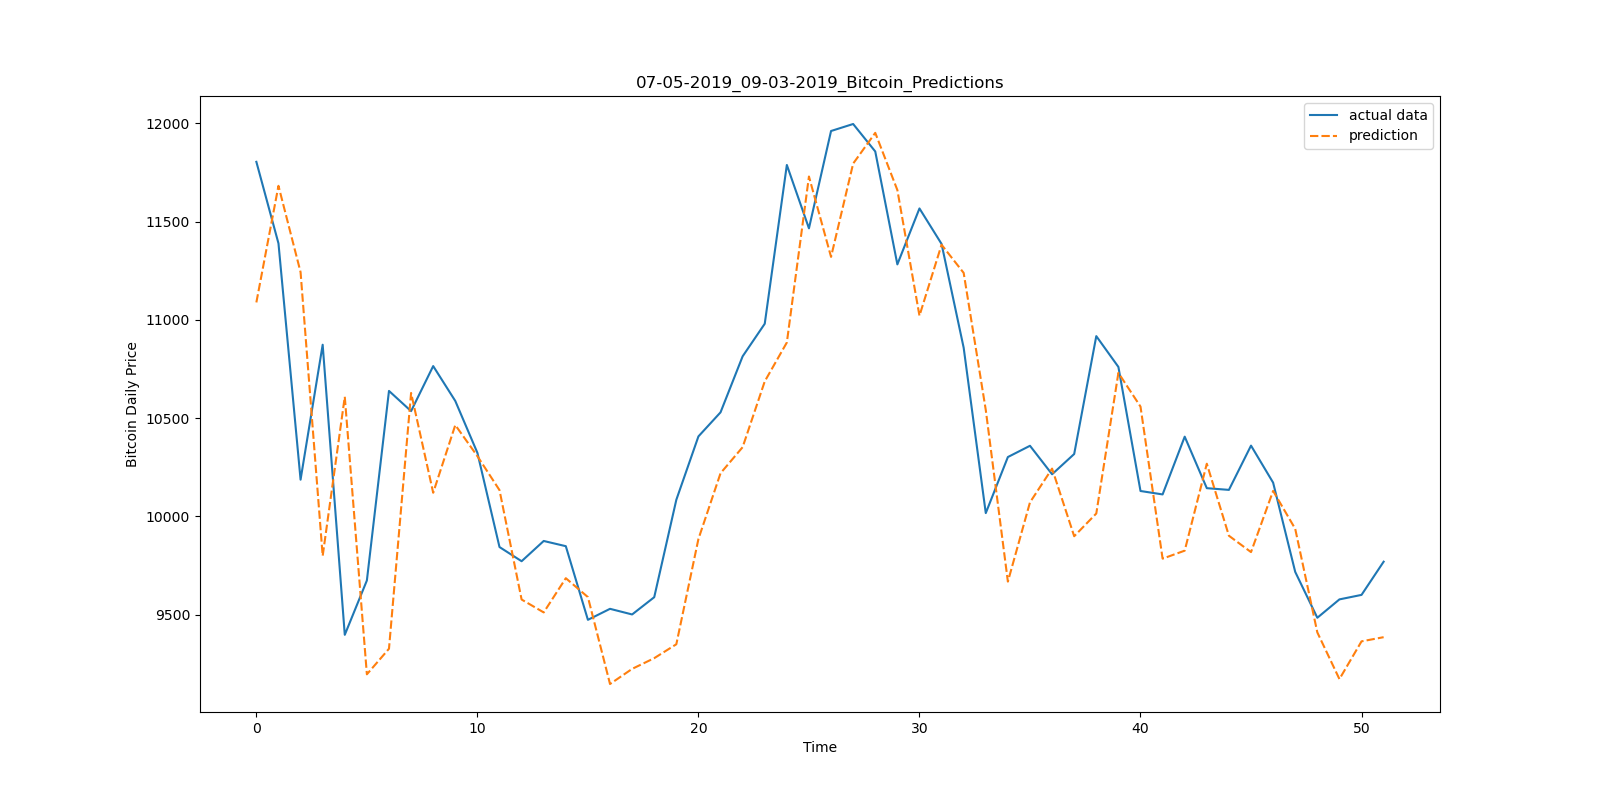 07-05-2019_09-03-2019_Bitcoin_Predictions
actual data
prediction
12000
11500
11000
10500
10000
9500
Bitcoin Daily Price
0 10 20 30 40 50
Time